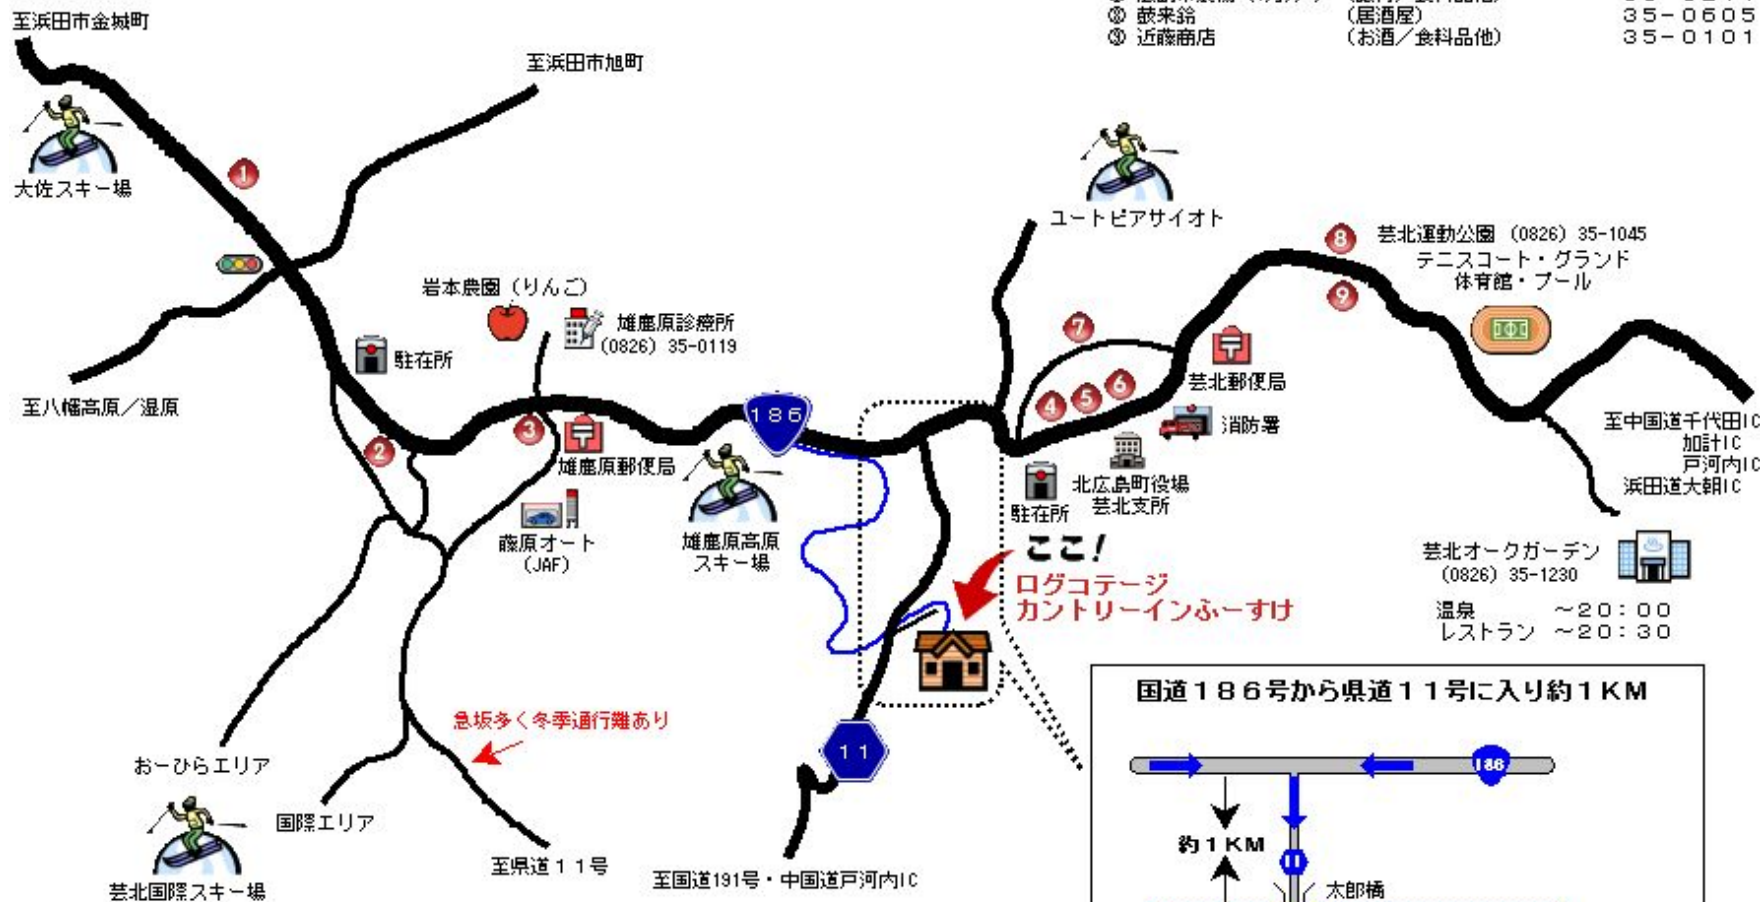 ⑧ 鼓来鈴 (居酒屋) 35-0605
⑨ 近藤商店 (お酒/食料品他) 35-0101
至浜田市金城町
至浜田市旭町
大佐スキー場
1
ユートピアサイオト
8
芸北運動公園 (0826) 35-1045
テニスコート・グランド
体育館・プール
9
岩本農園 (りんご)
雄鹿原診療所
(0826) 35-0119
駐在所
7
芸北郵便局
至八幡高原/湿原
186
4 5 6
消防署
3
2
雄鹿原郵便局
至中国道千代田IC
加計IC
戸河内IC
浜田道大朝IC
北広島町役場
芸北支所
駐在所
藤原オート
(JAF)
雄鹿原高原
スキー場
ここ!
ログコテージ
カントリーインふーすけ
芸北オークガーデン
(0826) 35-1230
温泉 ~20:00
レストラン ~20:30
国道186号から県道11号に入り約1KM
急坂多く冬季通行難あり
11
おーひらエリア
186
国際エリア
約1KM
至県道11号
11
至国道191号・中国道戸河内IC
太郎橋
芸北国際スキー場